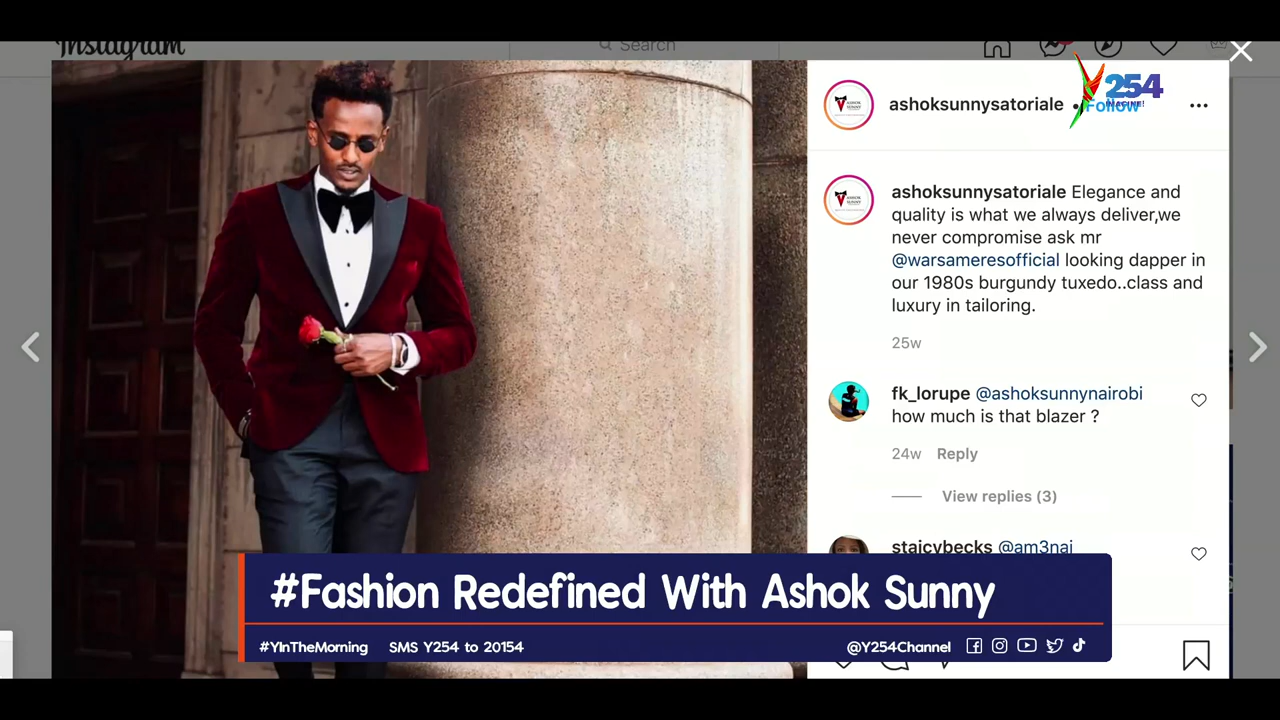 Instagram
Search
ashoksunnysatoriale • Follow
254
IMAGINE!
ashoksunnysatoriale Elegance and
quality is what we always deliver,we
never compromise ask mr
@warsameresofficial looking dapper in
our 1980s burgundy tuxedo..class and
luxury in tailoring.
25w
fk_lorupe @ashoksunnynairobi
how much is that blazer ?
24w Reply
View replies (3)
staicybecks @am3nai
#Fashion Redefined With Ashok Sunny
#YInTheMorning SMS Y254 to 20154
@Y254Channel